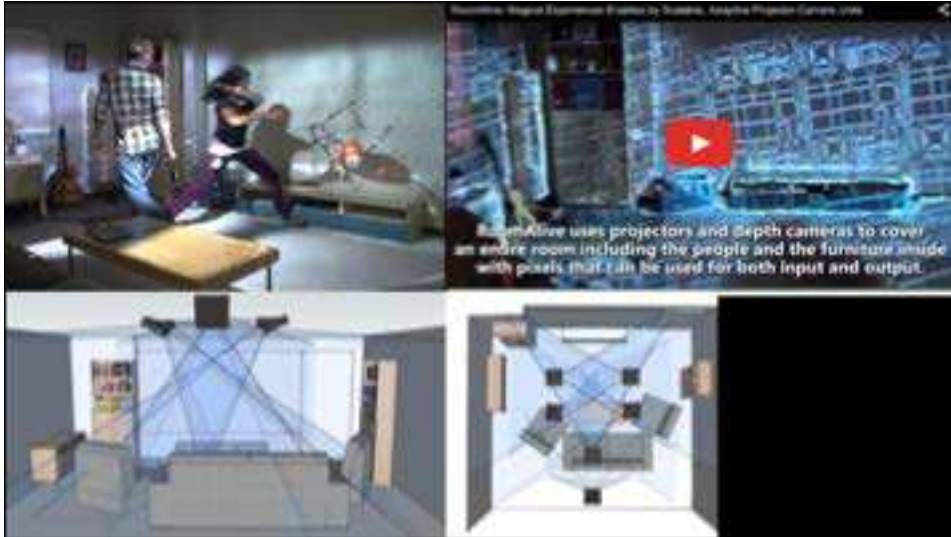 RoomAlive: Magical Experiences Enabled by Scalable, Adaptive Projector-Camera Units
RoomAlive uses projectors and depth cameras to cover
an entire room including the people and the furniture inside
with pixels that can be used for both input and output.